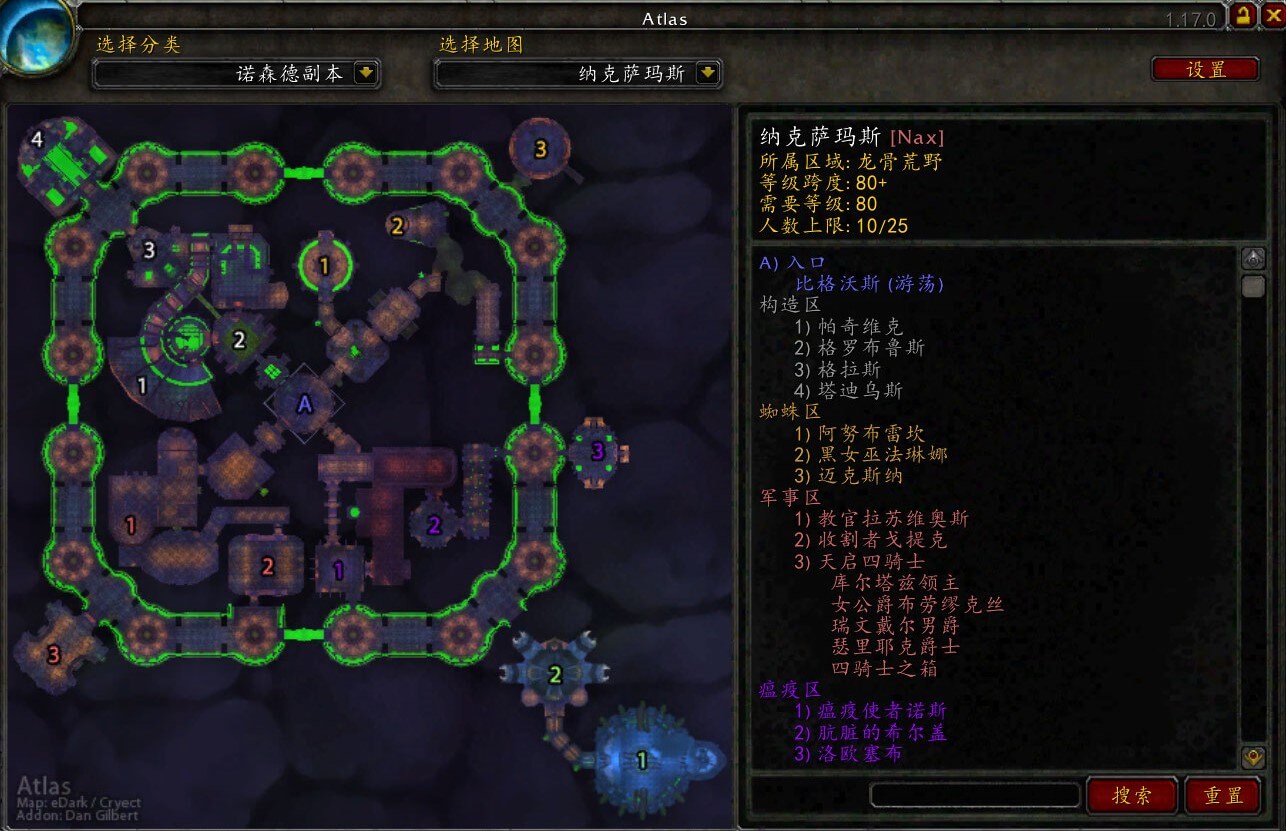 Atlas
1.17.0
选择分类
选择地图
诺森德副本
纳克萨玛斯
设置
纳克萨玛斯 [Nax]
所属区域: 龙骨荒野
等级跨度: 80+
需要等级: 80
人数上限: 10/25
A) 入口
比格沃斯 (游荡)
构造区
1) 帕奇维克
2) 格罗布鲁斯
3) 格拉斯
4) 塔迪乌斯
蜘蛛区
1) 阿努布雷坎
2) 黑女巫法琳娜
3) 迈克斯纳
军事区
1) 教官拉苏维奥斯
2) 收割者戈提克
3) 天启四骑士
库尔塔兹领主
女公爵布劳缪克丝
瑞文戴尔男爵
瑟里耶克爵士
四骑士之箱
瘟疫区
1) 瘟疫使者诺斯
2) 肮脏的希尔盖
3) 洛欧塞布
搜索
重置
4
3
2
3
1
2
1
A
3
1
2
2
1
3
2
1
Atlas
Map: eDark / Cryect
Addon: Dan Gilbert